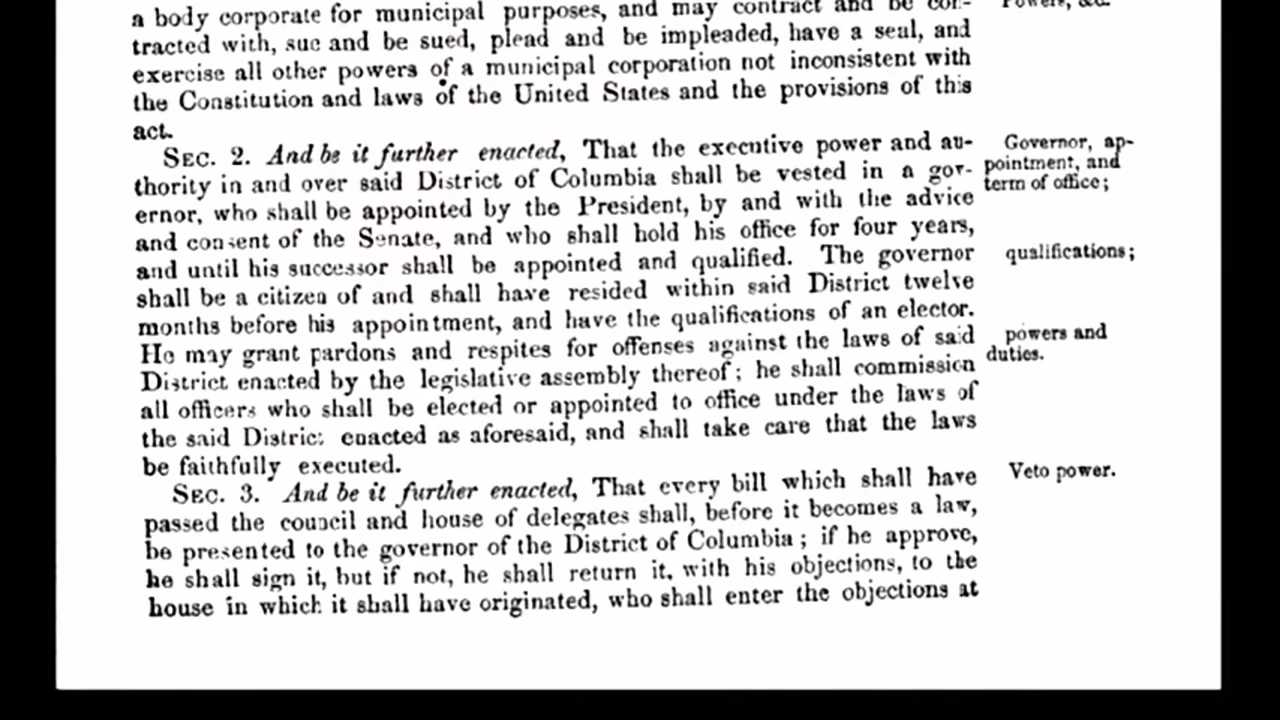 a body corporate for municipal purposes, and may contract and be con-
tracted with, sue and be sued, plead and be impleaded, have a seal, and
exercise all other powers of a municipal corporation not inconsistent with
the Constitution and laws of the United States and the provisions of this
act.
SEC. 2. And be it further enacted, That the executive power and au-
thority in and over said District of Columbia shall be vested in a gov-
ernor, who shall be appointed by the President, by and with the advice
and consent of the Senate, and who shall hold his office for four years,
and until his successor shall be appointed and qualified. The governor
shall be a citizen of and shall have resided within said District twelve
months before his appointment, and have the qualifications of an elector.
He may grant pardons and respites for offenses against the laws of said
District enacted by the legislative assembly thereof; he shall commission
all officers who shall be elected or appointed to office under the laws of
the said District enacted as aforesaid, and shall take care that the laws
be faithfully executed.
SEC. 3. And be it further enacted, That every bill which shall have
passed the council and house of delegates shall, before it becomes a law,
be presented to the governor of the District of Columbia; if he approve,
he shall sign it, but if not, he shall return it, with his objections, to the
house in which it shall have originated, who shall enter the objections at
Powers, &c.
Governor, ap-
pointment, and
term of office;
qualifications;
powers and
duties.
Veto power.